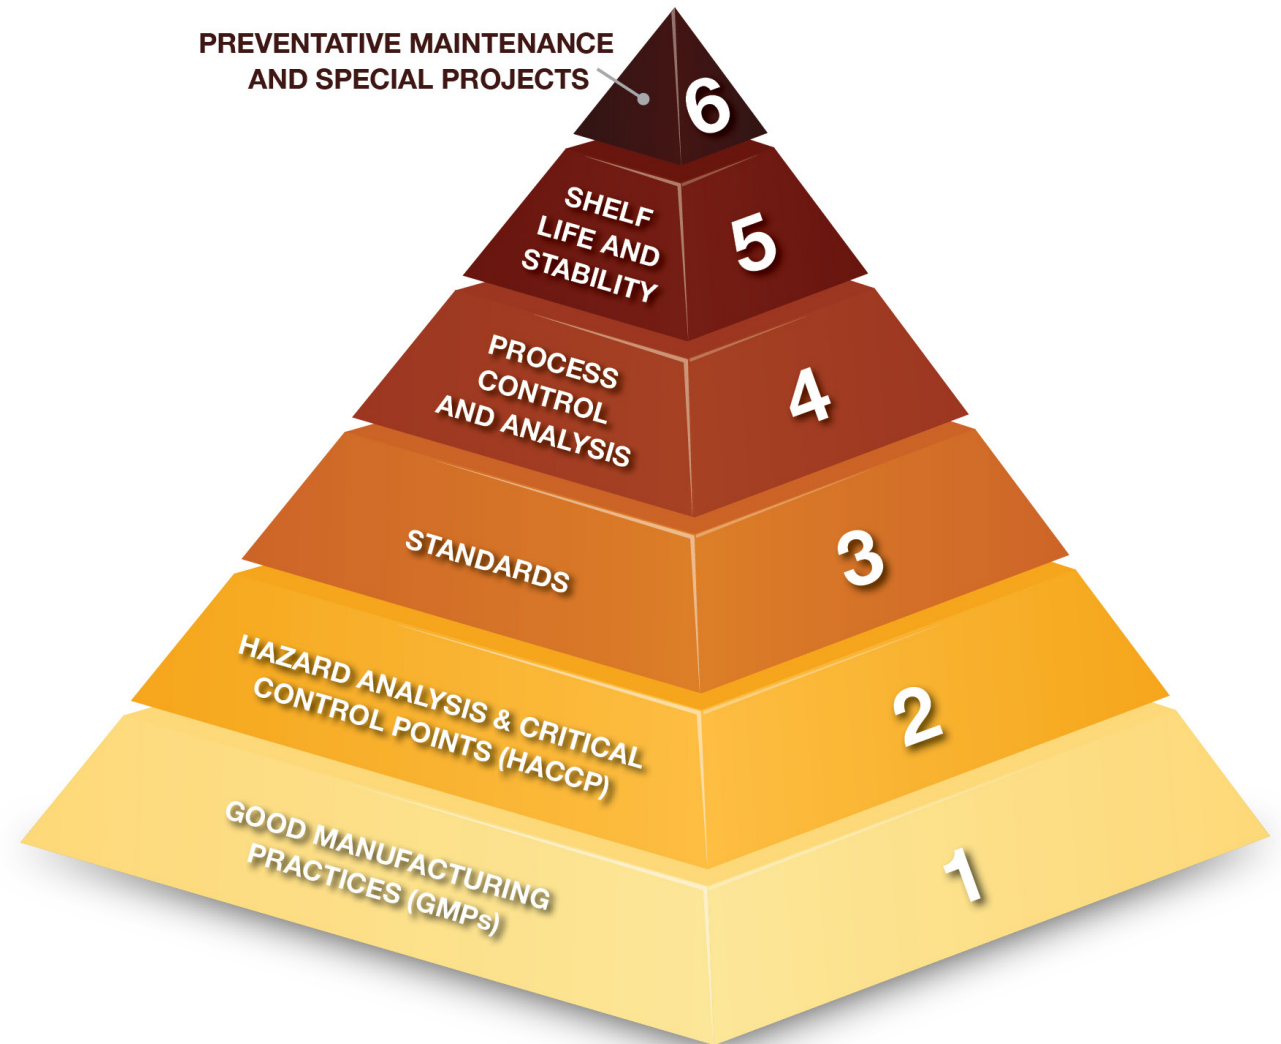 PREVENTATIVE MAINTENANCE
AND SPECIAL PROJECTS
6
SHELF
LIFE AND
STABILITY
5
PROCESS
CONTROL
AND ANALYSIS
4
STANDARDS
3
HAZARD ANALYSIS & CRITICAL
CONTROL POINTS (HACCP)
2
GOOD MANUFACTURING
PRACTICES (GMPs)
1